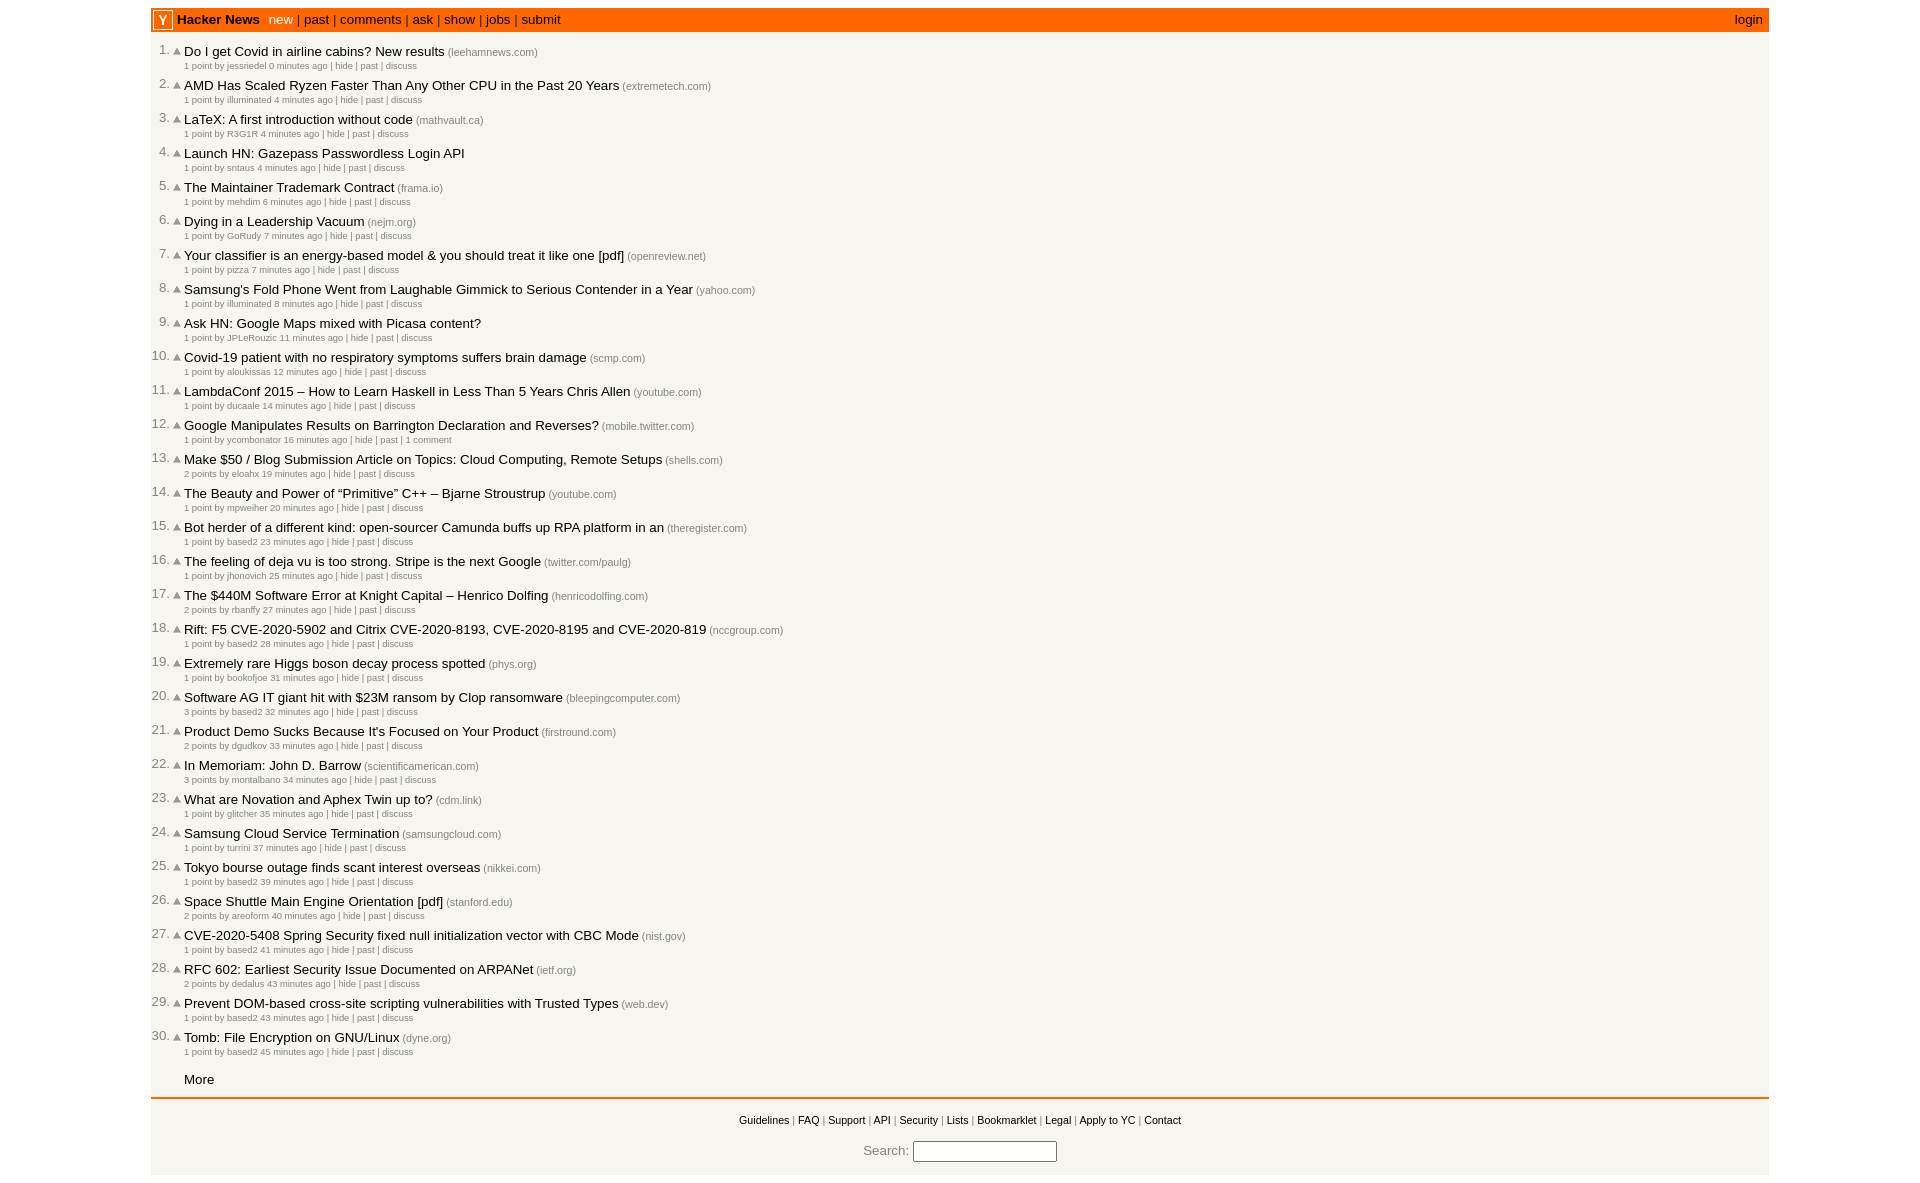 Y Hacker News new | past | comments | ask | show | jobs | submit login
1. Do I get Covid in airline cabins? New results (leehamnews.com)
1 point by jessriedel 0 minutes ago | hide | past | discuss
2. AMD Has Scaled Ryzen Faster Than Any Other CPU in the Past 20 Years (extremetech.com)
1 point by illuminated 4 minutes ago | hide | past | discuss
3. LaTeX: A first introduction without code (mathvault.ca)
1 point by R3G1R 4 minutes ago | hide | past | discuss
4. Launch HN: Gazepass Passwordless Login API
1 point by sntaus 4 minutes ago | hide | past | discuss
5. The Maintainer Trademark Contract (frama.io)
1 point by mehdim 6 minutes ago | hide | past | discuss
6. Dying in a Leadership Vacuum (nejm.org)
1 point by GoRudy 7 minutes ago | hide | past | discuss
7. Your classifier is an energy-based model & you should treat it like one [pdf] (openreview.net)
1 point by pizza 7 minutes ago | hide | past | discuss
8. Samsung's Fold Phone Went from Laughable Gimmick to Serious Contender in a Year (yahoo.com)
1 point by illuminated 8 minutes ago | hide | past | discuss
9. Ask HN: Google Maps mixed with Picasa content?
1 point by JPLeRouzic 11 minutes ago | hide | past | discuss
10. Covid-19 patient with no respiratory symptoms suffers brain damage (scmp.com)
1 point by aloukissas 12 minutes ago | hide | past | discuss
11. LambdaConf 2015 – How to Learn Haskell in Less Than 5 Years Chris Allen (youtube.com)
1 point by ducaale 14 minutes ago | hide | past | discuss
12. Google Manipulates Results on Barrington Declaration and Reverses? (mobile.twitter.com)
1 point by ycombonator 16 minutes ago | hide | past | 1 comment
13. Make $50 / Blog Submission Article on Topics: Cloud Computing, Remote Setups (shells.com)
2 points by eloahx 19 minutes ago | hide | past | discuss
14. The Beauty and Power of “Primitive” C++ – Bjarne Stroustrup (youtube.com)
1 point by mpweiher 20 minutes ago | hide | past | discuss
15. Bot herder of a different kind: open-sourcer Camunda buffs up RPA platform in an (theregister.com)
1 point by based2 23 minutes ago | hide | past | discuss
16. The feeling of deja vu is too strong. Stripe is the next Google (twitter.com/paulg)
1 point by jhonovich 25 minutes ago | hide | past | discuss
17. The $440M Software Error at Knight Capital – Henrico Dolfing (henricodolfing.com)
2 points by rbanffy 27 minutes ago | hide | past | discuss
18. Rift: F5 CVE-2020-5902 and Citrix CVE-2020-8193, CVE-2020-8195 and CVE-2020-819 (nccgroup.com)
1 point by based2 28 minutes ago | hide | past | discuss
19. Extremely rare Higgs boson decay process spotted (phys.org)
1 point by bookofjoe 31 minutes ago | hide | past | discuss
20. Software AG IT giant hit with $23M ransom by Clop ransomware (bleepingcomputer.com)
3 points by based2 32 minutes ago | hide | past | discuss
21. Product Demo Sucks Because It's Focused on Your Product (firstround.com)
2 points by dgudkov 33 minutes ago | hide | past | discuss
22. In Memoriam: John D. Barrow (scientificamerican.com)
3 points by montalbano 34 minutes ago | hide | past | discuss
23. What are Novation and Aphex Twin up to? (cdm.link)
1 point by glitcher 35 minutes ago | hide | past | discuss
24. Samsung Cloud Service Termination (samsungcloud.com)
1 point by turrini 37 minutes ago | hide | past | discuss
25. Tokyo bourse outage finds scant interest overseas (nikkei.com)
1 point by based2 39 minutes ago | hide | past | discuss
26. Space Shuttle Main Engine Orientation [pdf] (stanford.edu)
2 points by areoform 40 minutes ago | hide | past | discuss
27. CVE-2020-5408 Spring Security fixed null initialization vector with CBC Mode (nist.gov)
1 point by based2 41 minutes ago | hide | past | discuss
28. RFC 602: Earliest Security Issue Documented on ARPANet (ietf.org)
2 points by dedalus 43 minutes ago | hide | past | discuss
29. Prevent DOM-based cross-site scripting vulnerabilities with Trusted Types (web.dev)
1 point by based2 43 minutes ago | hide | past | discuss
30. Tomb: File Encryption on GNU/Linux (dyne.org)
1 point by based2 45 minutes ago | hide | past | discuss
More
Guidelines | FAQ | Support | API | Security | Lists | Bookmarklet | Legal | Apply to YC | Contact
Search: